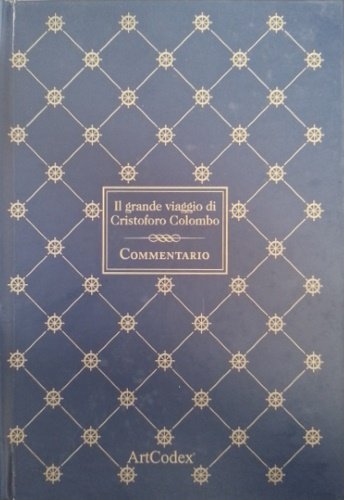 Il grande viaggio di
Cristoforo Colombo
COMMENTARIO
ArtCodex